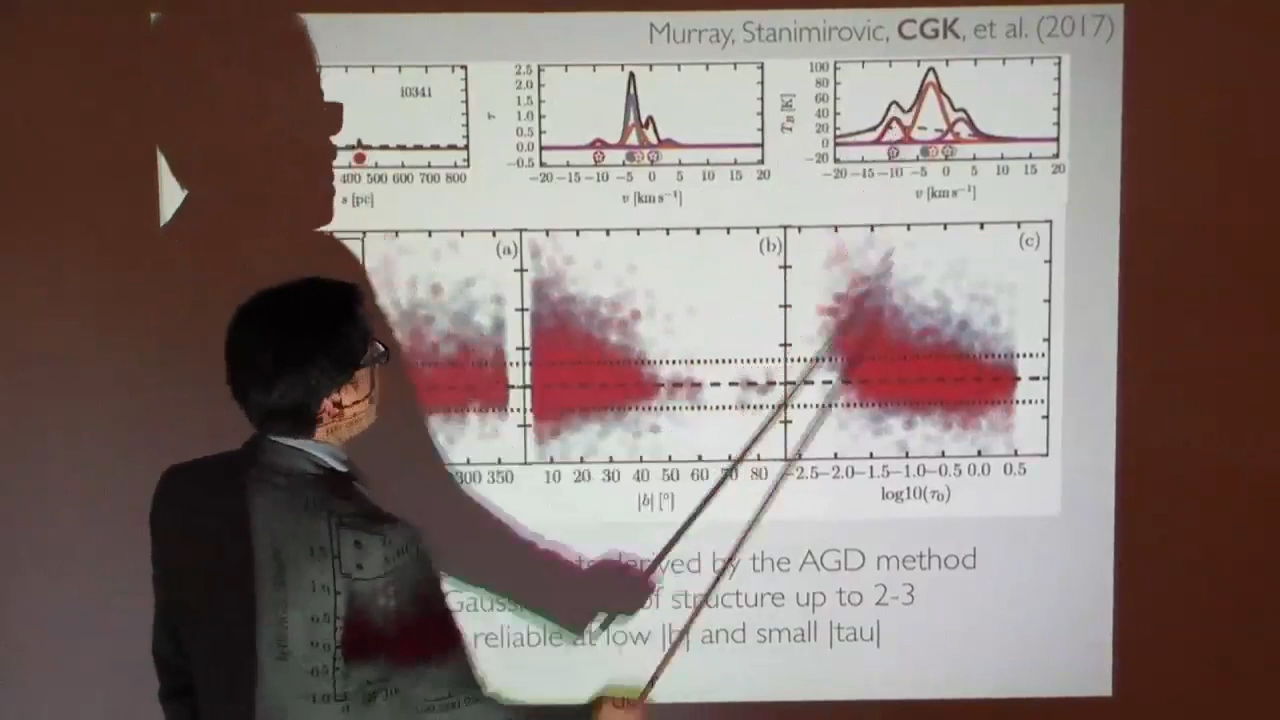 Murray, Stanimirovic, CGK, et al. (2017)
i0341
400 500 600 700 800
s [pc]
2.5
2.0
1.5
1.0
0.5
0.0
−0.5
τ
−20 −15 −10 −5 0 5 10 15 20
v [km s⁻¹]
100
80
60
40
20
0
−20
T_B [K]
−20 −15 −10 −5 0 5 10 15 20
v [km s⁻¹]
(a)
(b)
(c)
300 350
10 20 30 40 50 60 70 80
|b| [°]
−2.5 −2.0 −1.5 −1.0 −0.5 0.0 0.5
log10(τ₀)
derived by the AGD method
of structure up to 2-3
reliable at low |b| and small |tau|